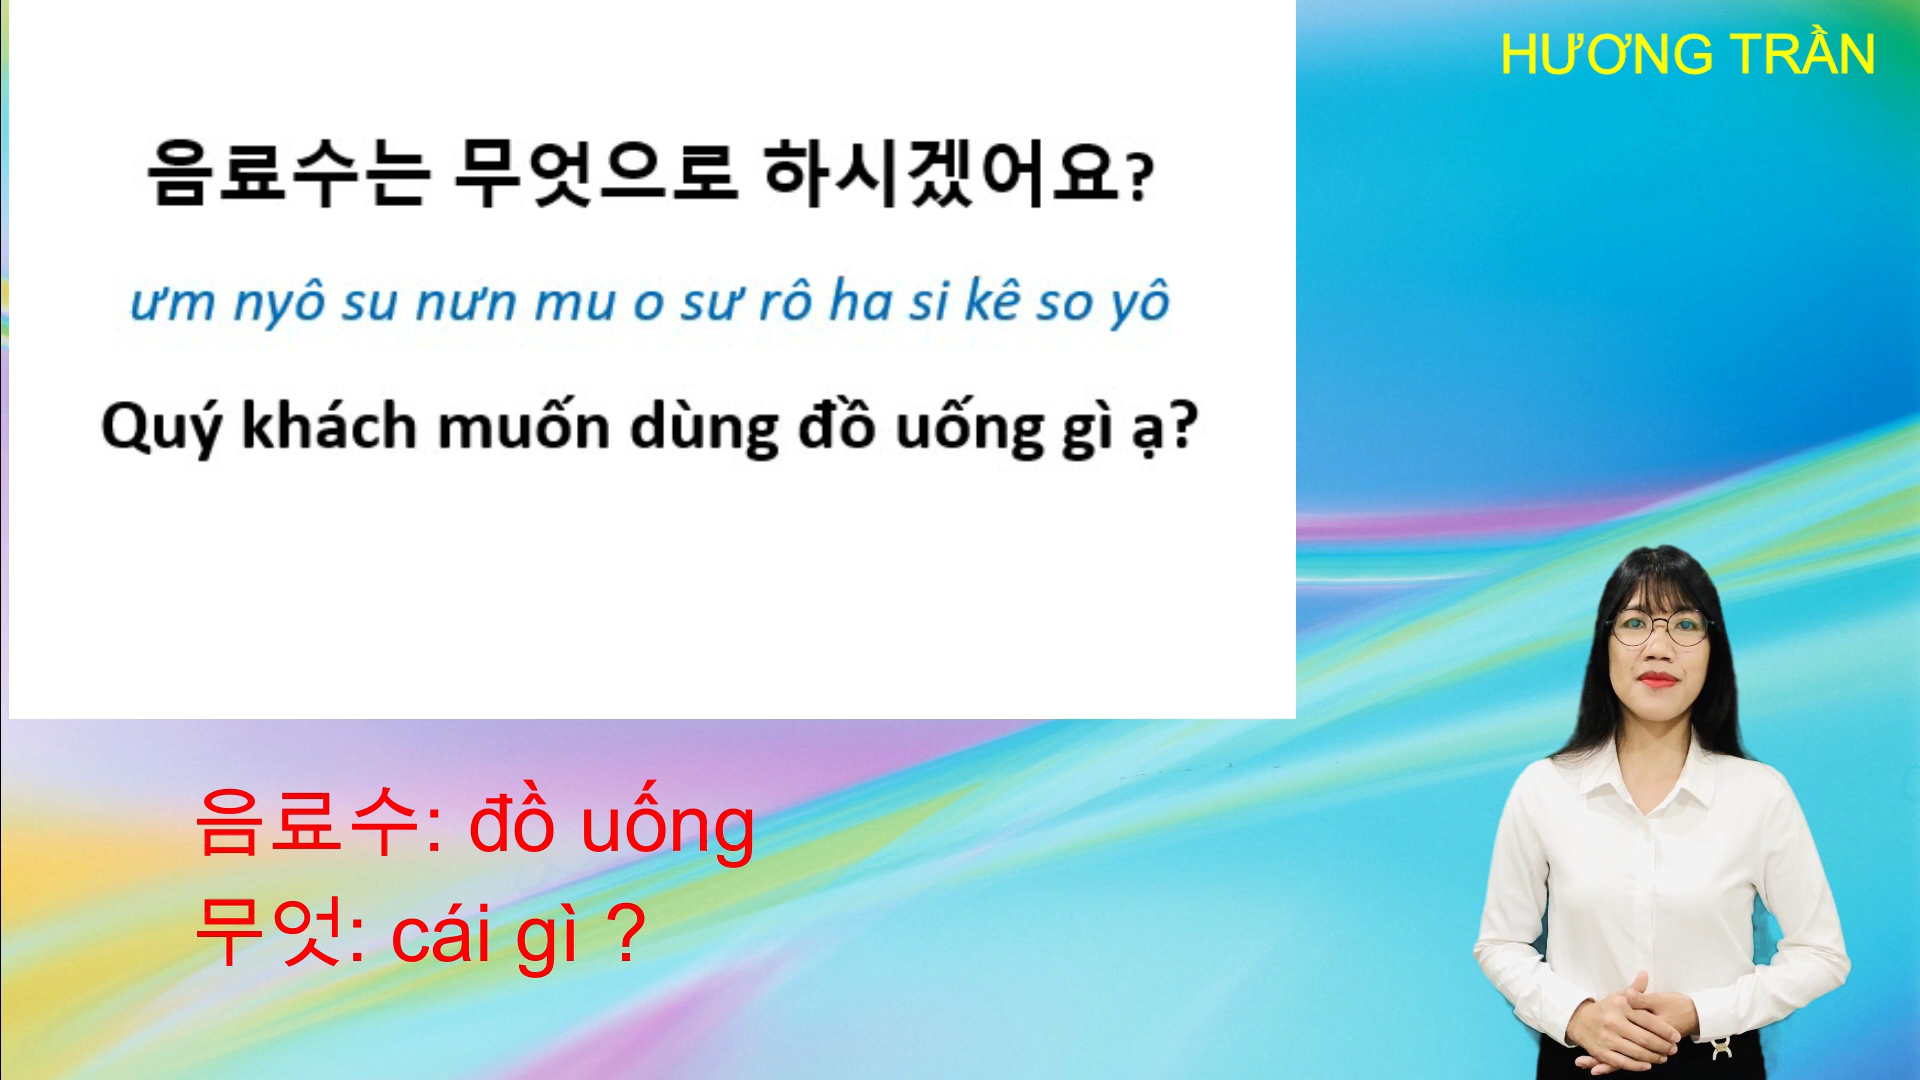 HƯƠNG TRẦN
음료수는 무엇으로 하시겠어요?
ưm nyô su nưn mu o sư rô ha si kê so yô
Quý khách muốn dùng đồ uống gì ạ?
음료수: đồ uống
무엇: cái gì ?